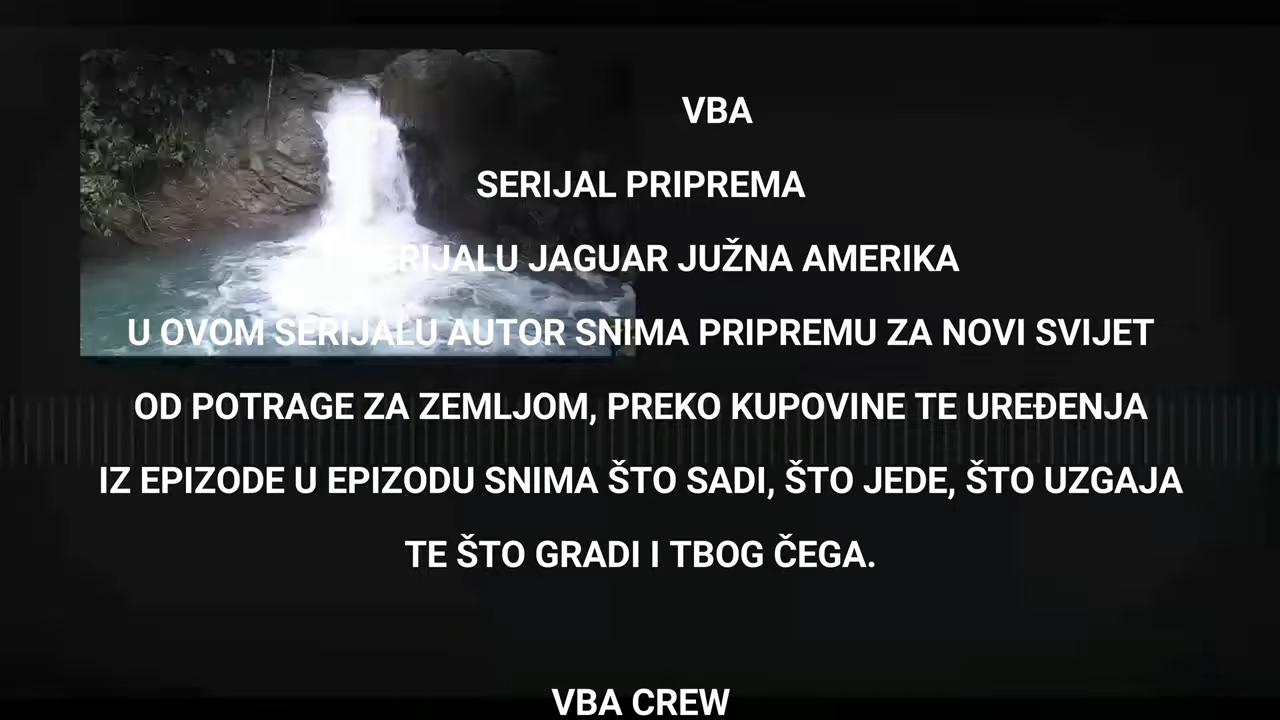 VBA
SERIJAL PRIPREMA
SERIJALU JAGUAR JUŽNA AMERIKA
U OVOM SERIJALU AUTOR SNIMA PRIPREMU ZA NOVI SVIJET
OD POTRAGE ZA ZEMLJOM, PREKO KUPOVINE TE UREĐENJA
IZ EPIZODE U EPIZODU SNIMA ŠTO SADI, ŠTO JEDE, ŠTO UZGAJA
TE ŠTO GRADI I TBOG ČEGA.
VBA CREW